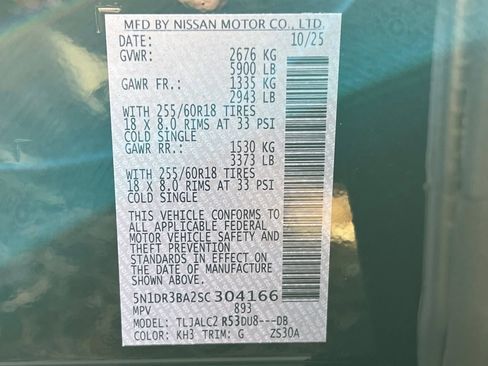 MFD BY NISSAN MOTOR CO., LTD.
DATE: 10/25
GVWR: 2676 KG
5900 LB
GAWR FR.: 1335 KG
2943 LB
WITH 255/60R18 TIRES
18 X 8.0 RIMS AT 33 PSI
COLD SINGLE
GAWR RR.: 1530 KG
3373 LB
WITH 255/60R18 TIRES
18 X 8.0 RIMS AT 33 PSI
COLD SINGLE
THIS VEHICLE CONFORMS TO
ALL APPLICABLE FEDERAL
MOTOR VEHICLE SAFETY AND
THEFT PREVENTION
STANDARDS IN EFFECT ON
THE DATE OF MANUFACTURE
SHOWN ABOVE.
5N1DR3BA2SC304166
MPV 893
MODEL: TLJALC2 R53DU8---DB
COLOR: KH3 TRIM: G ZS30A